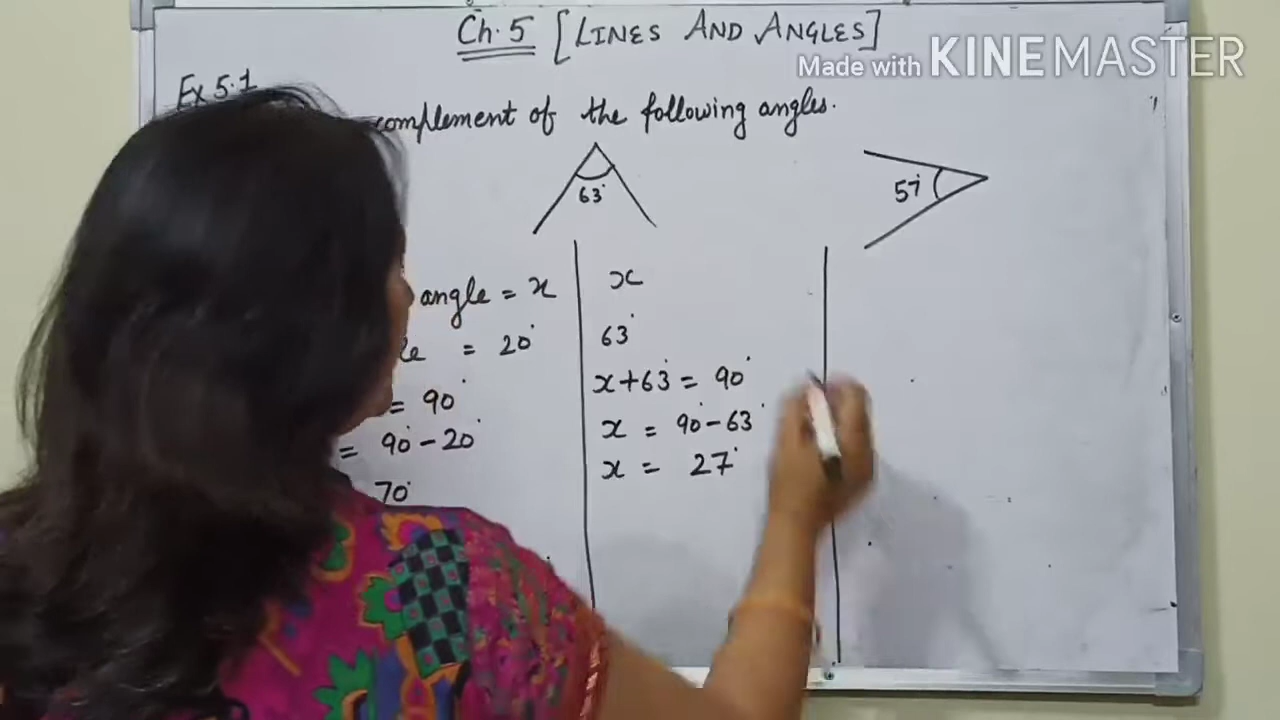 Ch.5 [LINES AND ANGLES]
Made with KINEMASTER
Ex 5.1
complement of the following angles.
63°
57°
angle = x
= 20°
= 90°
= 90° - 20°
70°
x
63°
x + 63° = 90°
x = 90° - 63°
x = 27°